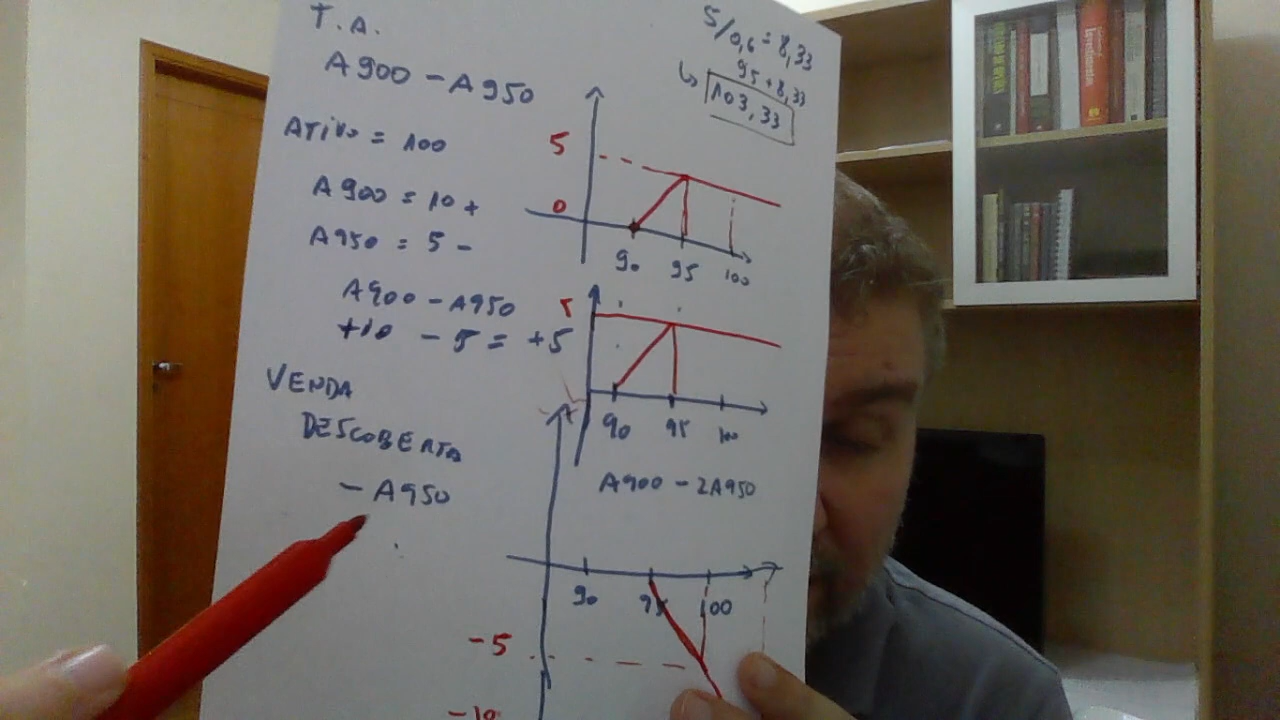 T.A.
A900 - A950
ATIVO = 100
A900 = 10 +
A950 = 5 -
A900 - A950
+10 - 5 = +5
VENDA
DESCOBERTA
- A950
5/0,6 = 8,33
95 + 8,33
103,33
5
0
90 95 100
5
90 95 100
A900 - 2A950
90 95 100
-5
-10